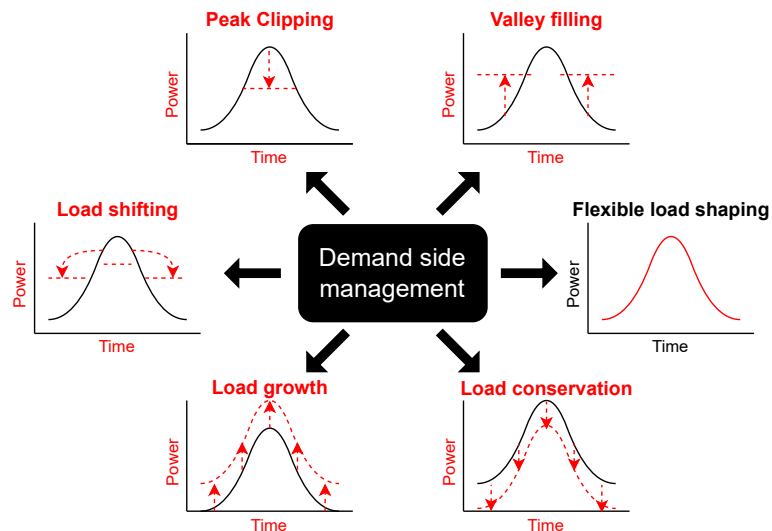 Peak Clipping
Power
Time
Valley filling
Power
Time
Load shifting
Power
Time
Demand side
management
Flexible load shaping
Power
Time
Load growth
Power
Time
Load conservation
Power
Time